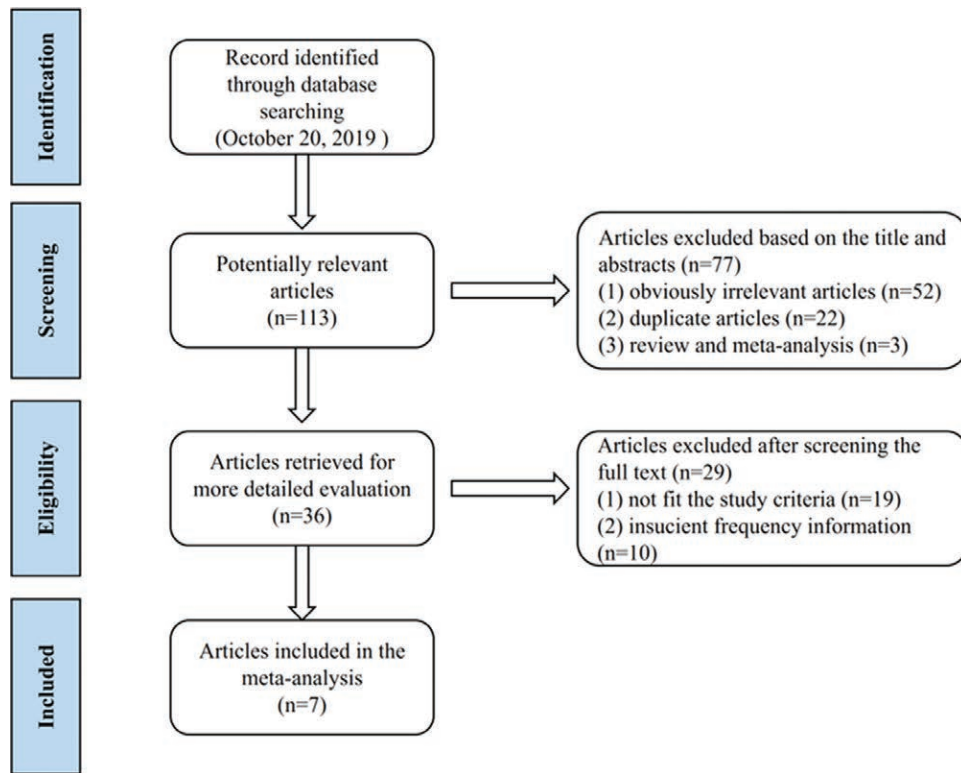 Identification
Record identified
through database
searching
(October 20, 2019 )
Screening
Potentially relevant
articles
(n=113)
Articles excluded based on the title and
abstracts (n=77)
(1) obviously irrelevant articles (n=52)
(2) duplicate articles (n=22)
(3) review and meta-analysis (n=3)
Eligibility
Articles retrieved for
more detailed evaluation
(n=36)
Articles excluded after screening the
full text (n=29)
(1) not fit the study criteria (n=19)
(2) insucient frequency information
(n=10)
Included
Articles included in the
meta-analysis
(n=7)